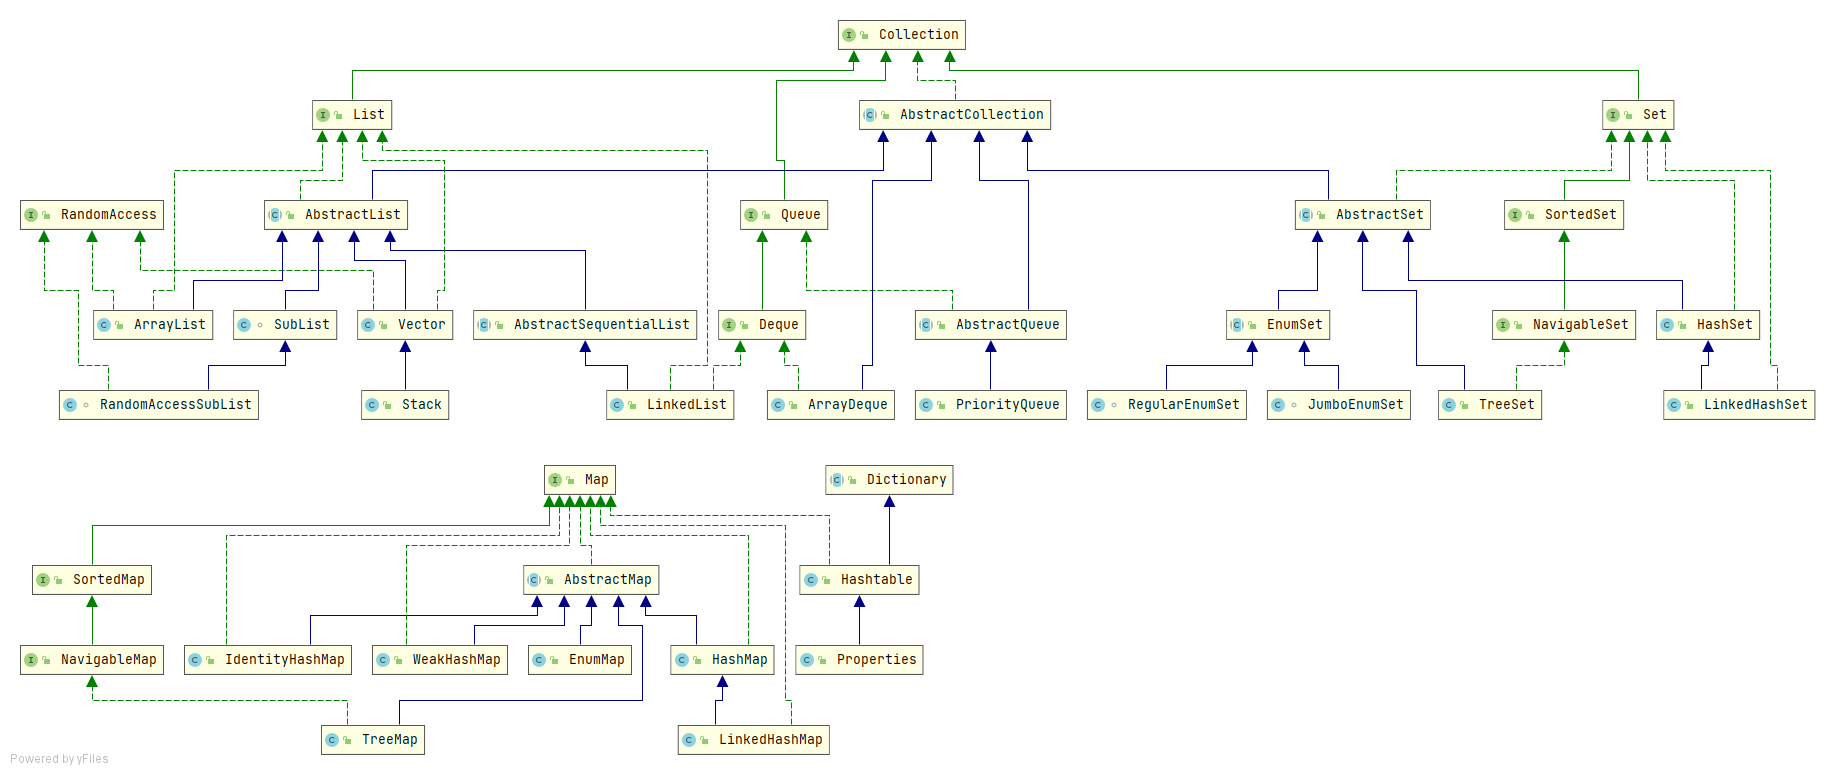 Collection
List
AbstractCollection
Set
RandomAccess
AbstractList
Queue
AbstractSet
SortedSet
ArrayList
SubList
Vector
AbstractSequentialList
Deque
AbstractQueue
EnumSet
NavigableSet
HashSet
RandomAccessSubList
Stack
LinkedList
ArrayDeque
PriorityQueue
RegularEnumSet
JumboEnumSet
TreeSet
LinkedHashSet
Map
Dictionary
SortedMap
AbstractMap
Hashtable
NavigableMap
IdentityHashMap
WeakHashMap
EnumMap
HashMap
Properties
TreeMap
LinkedHashMap
Powered by yFiles